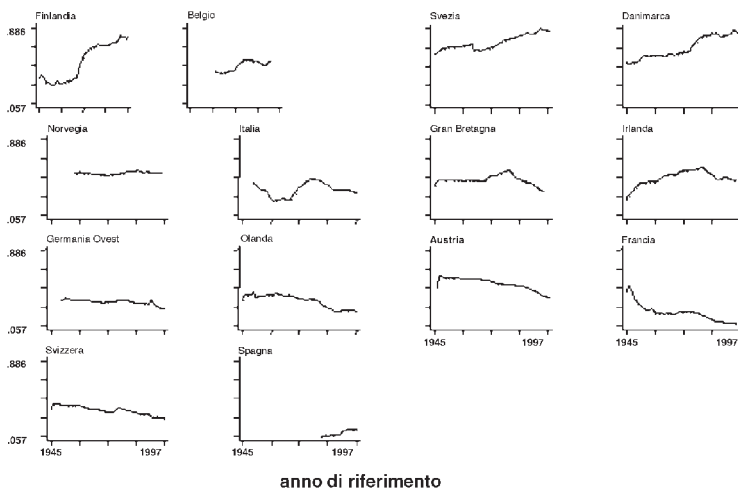 Finlandia Belgio Svezia Danimarca
.886
.057
Norvegia Italia Gran Bretagna Irlanda
.886
.057
Germania Ovest Olanda Austria Francia
.886
.057
1945 1997 1945 1997
Svizzera Spagna
.886
.057
1945 1997 1945 1997
anno di riferimento